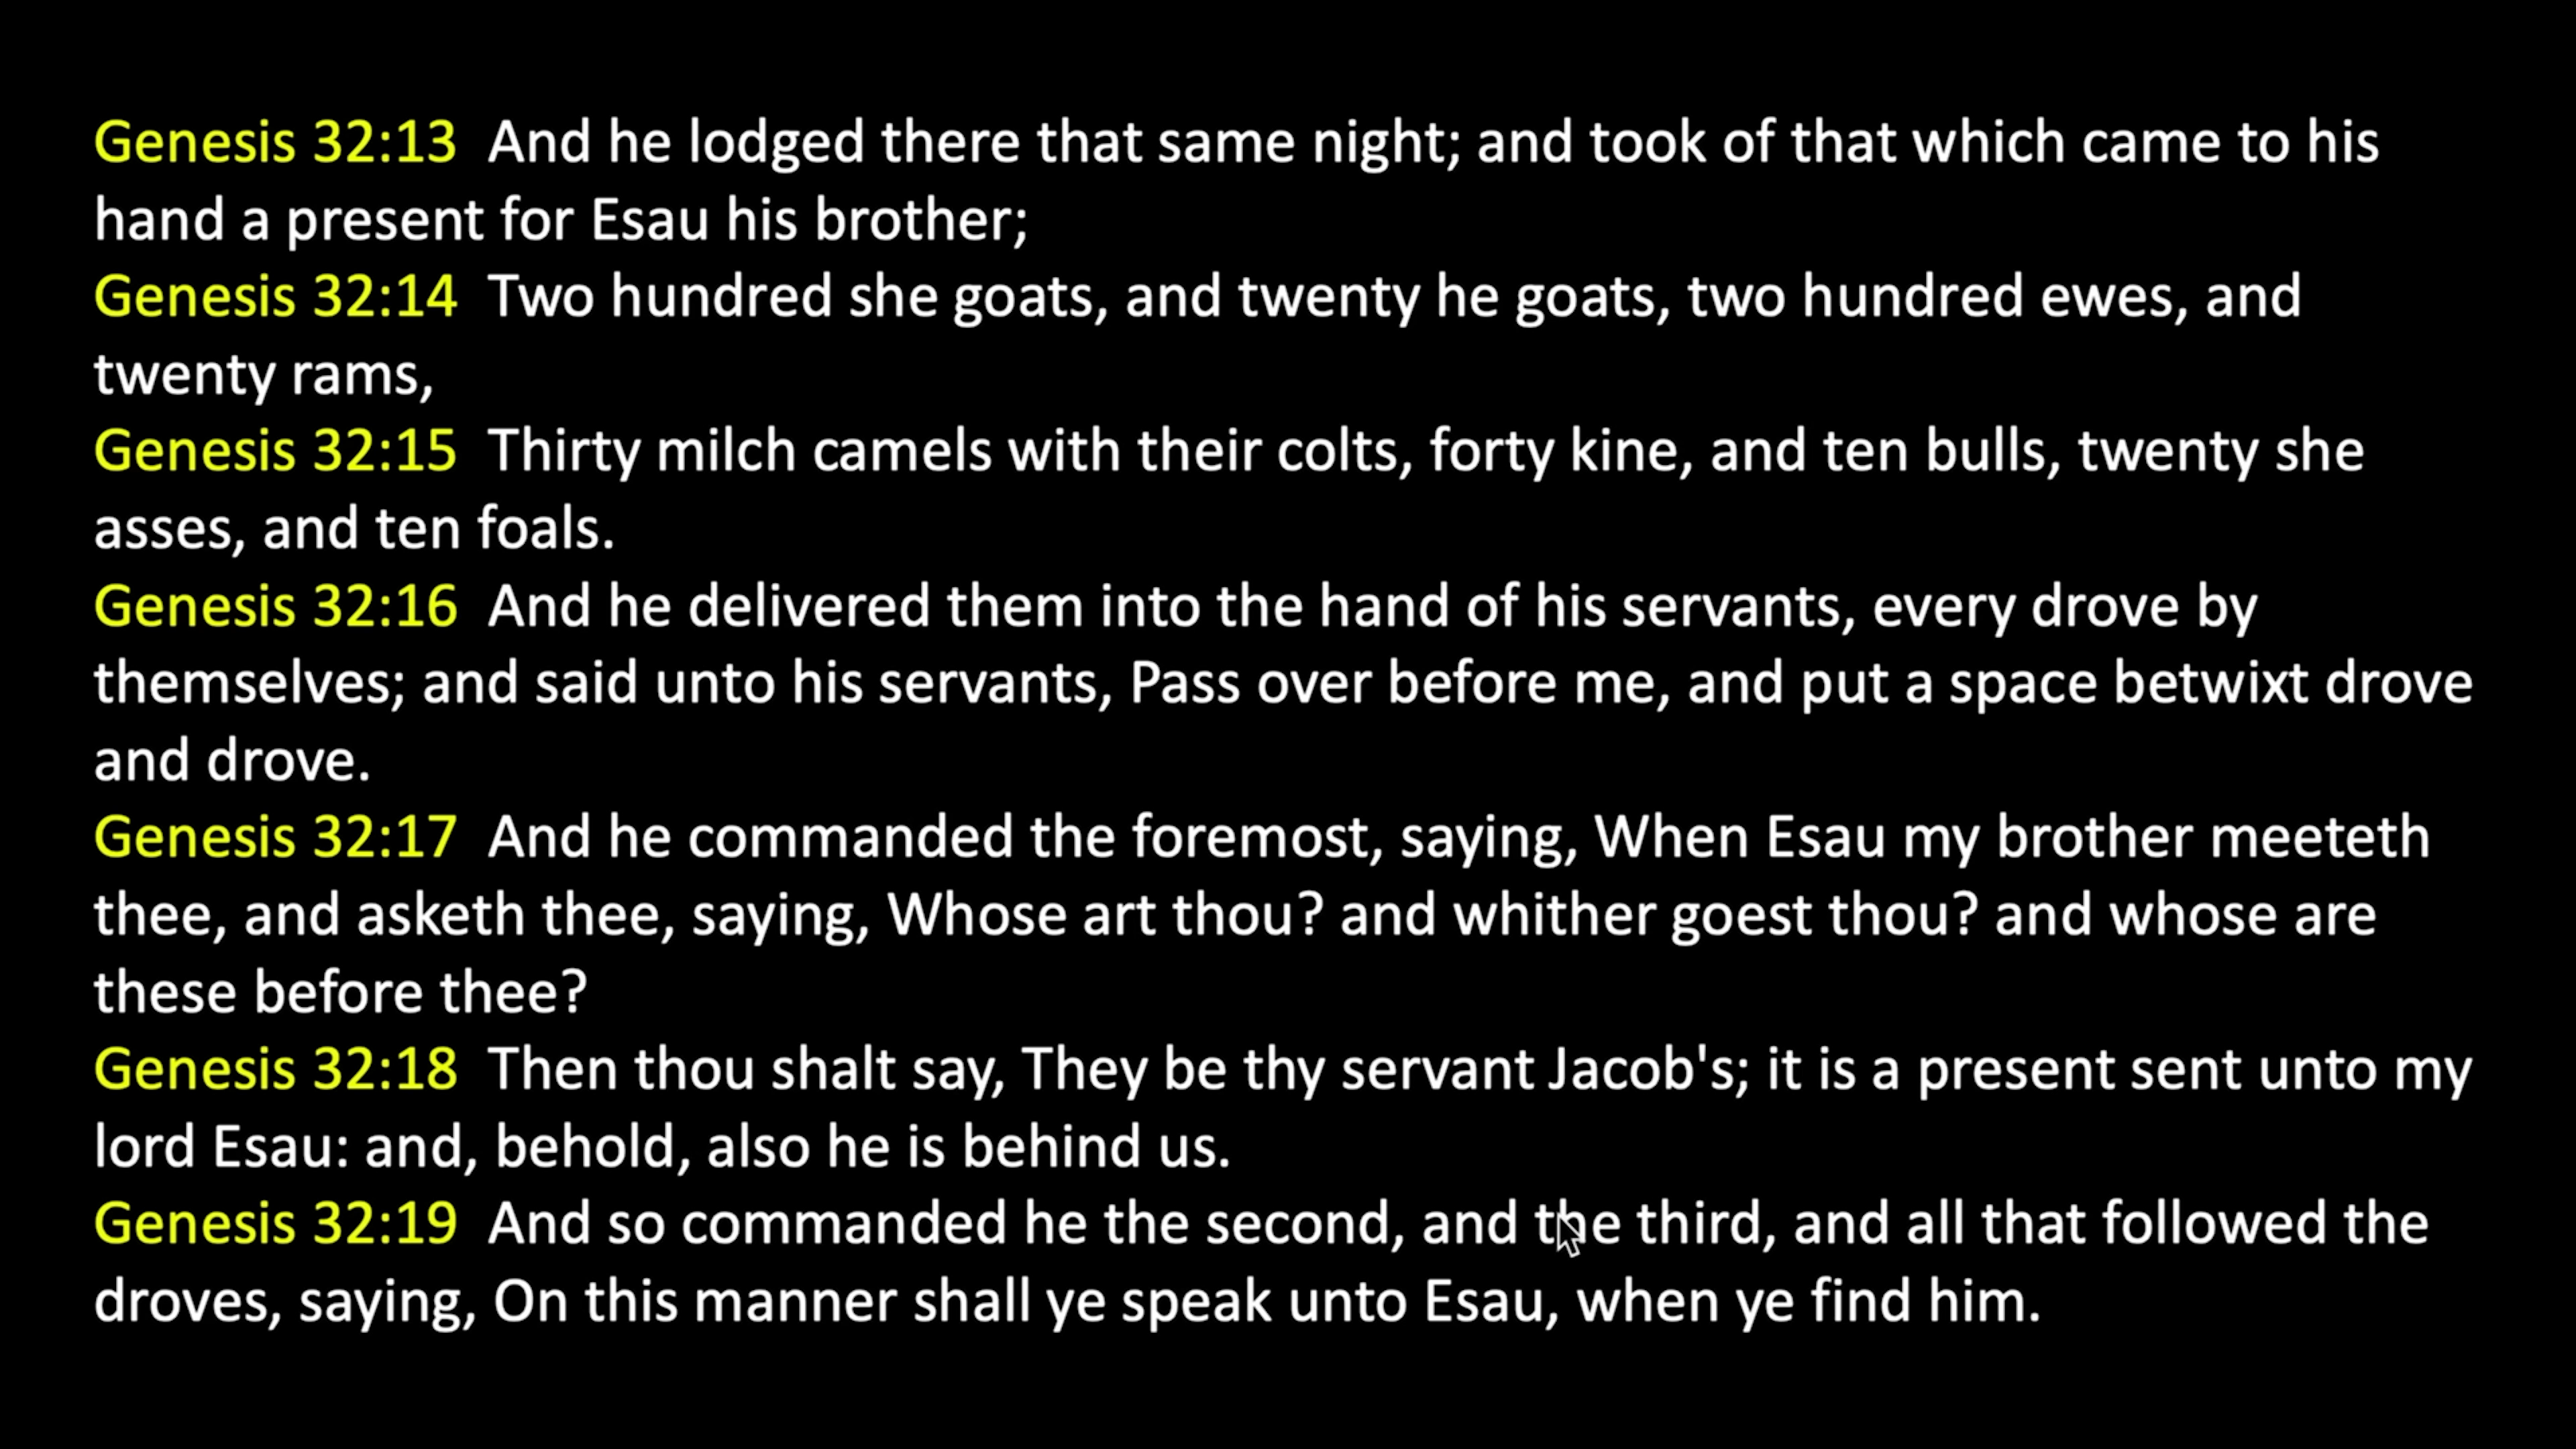 Genesis 32:13  And he lodged there that same night; and took of that which came to his
hand a present for Esau his brother;
Genesis 32:14  Two hundred she goats, and twenty he goats, two hundred ewes, and
twenty rams,
Genesis 32:15  Thirty milch camels with their colts, forty kine, and ten bulls, twenty she
asses, and ten foals.
Genesis 32:16  And he delivered them into the hand of his servants, every drove by
themselves; and said unto his servants, Pass over before me, and put a space betwixt drove
and drove.
Genesis 32:17  And he commanded the foremost, saying, When Esau my brother meeteth
thee, and asketh thee, saying, Whose art thou? and whither goest thou? and whose are
these before thee?
Genesis 32:18  Then thou shalt say, They be thy servant Jacob's; it is a present sent unto my
lord Esau: and, behold, also he is behind us.
Genesis 32:19  And so commanded he the second, and the third, and all that followed the
droves, saying, On this manner shall ye speak unto Esau, when ye find him.